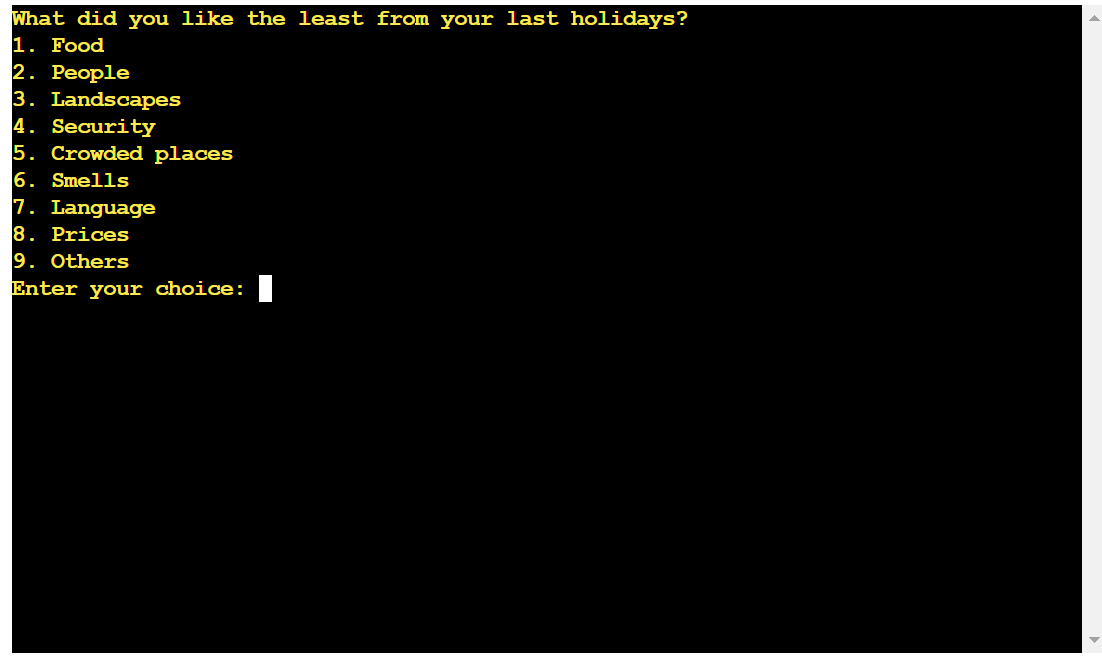 What did you like the least from your last holidays?
1. Food
2. People
3. Landscapes
4. Security
5. Crowded places
6. Smells
7. Language
8. Prices
9. Others
Enter your choice: